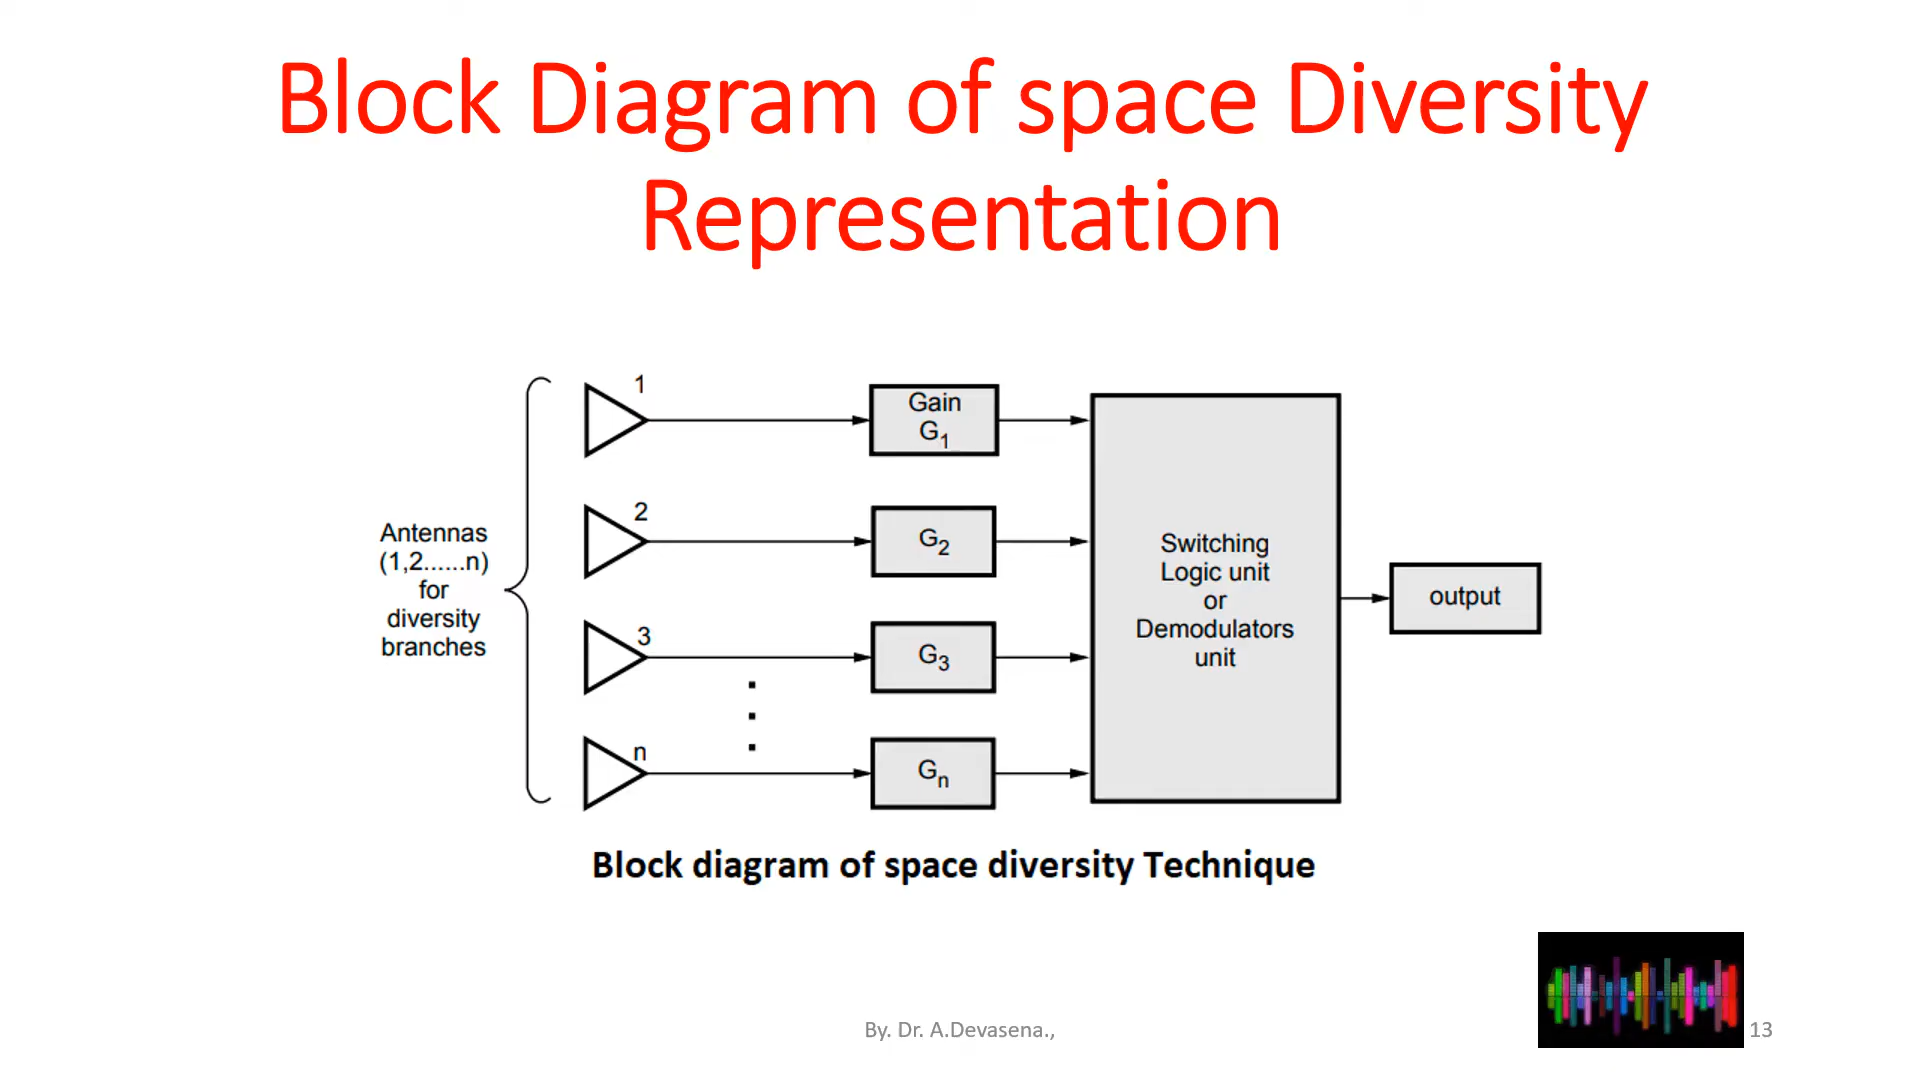 Block Diagram of space Diversity
Representation
Antennas
(1,2......n)
for
diversity
branches
1
2
3
n
Gain
G1
G2
G3
Gn
Switching
Logic unit
or
Demodulators
unit
output
Block diagram of space diversity Technique
By. Dr. A.Devasena.,
13